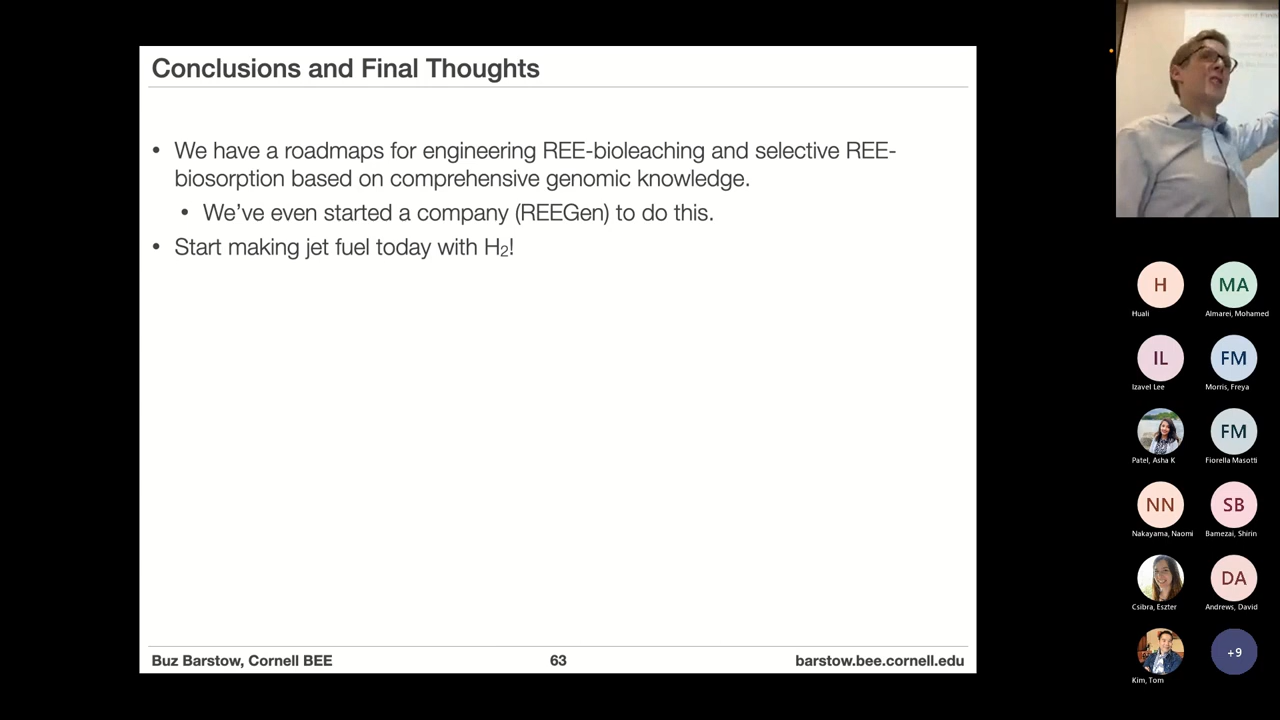 Conclusions and Final Thoughts
• We have a roadmaps for engineering REE-bioleaching and selective REE-
biosorption based on comprehensive genomic knowledge.
• We've even started a company (REEGen) to do this.
• Start making jet fuel today with H₂!
Buz Barstow, Cornell BEE
63
barstow.bee.cornell.edu
H
MA
Huali
Almarei, Mohamed
IL
FM
Izavel Lee
Morris, Freya
FM
Patel, Asha K
Fiorella Masotti
NN
SB
Nakayama, Naomi
Bamezai, Shirin
DA
Csibra, Eszter
Andrews, David
+9
Kim, Tom